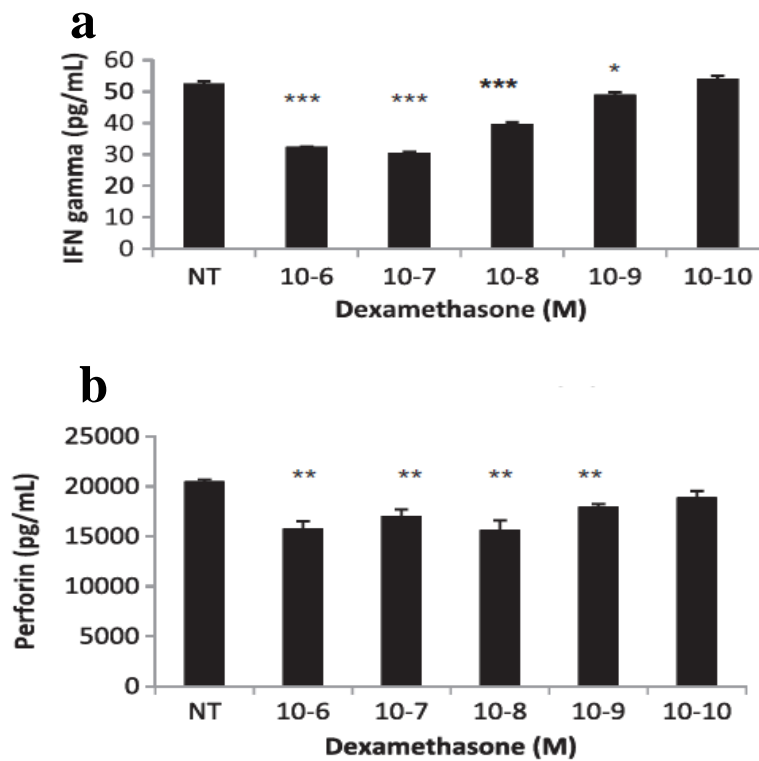 a
60
50
40
30
20
10
0
IFN gamma (pg/mL)
***
***
***
*
NT 10-6 10-7 10-8 10-9 10-10
Dexamethasone (M)
b
25000
20000
15000
10000
5000
0
Perforin (pg/mL)
**
**
**
**
NT 10-6 10-7 10-8 10-9 10-10
Dexamethasone (M)